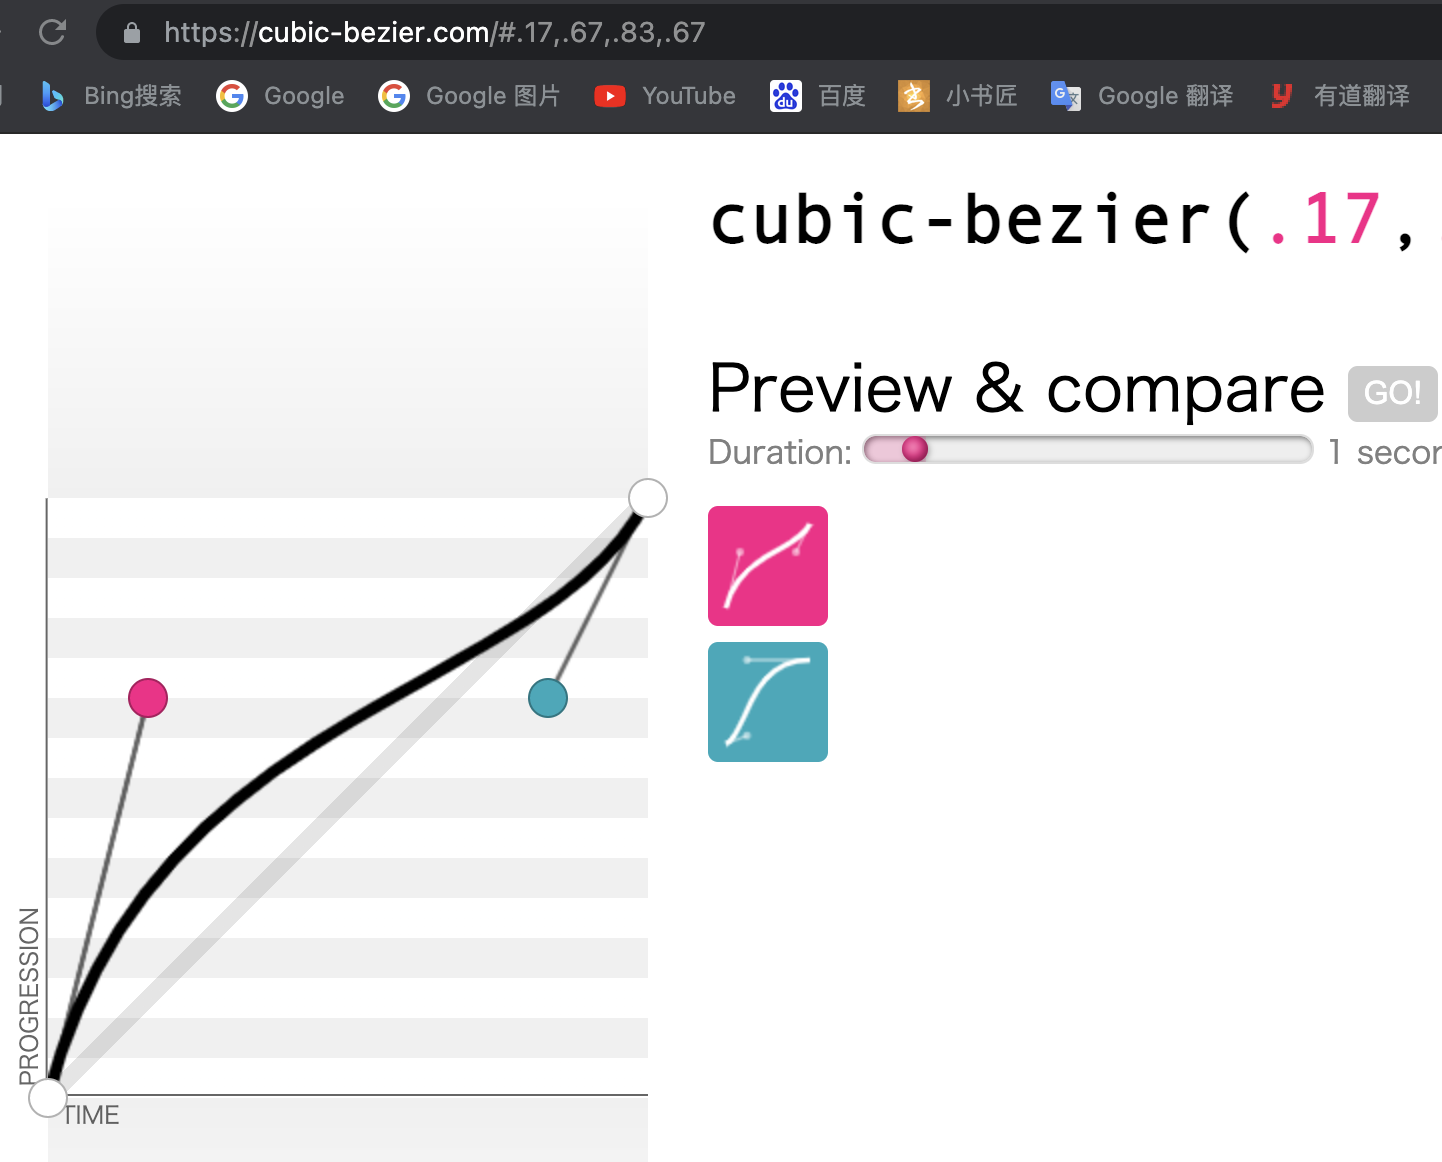 https://cubic-bezier.com/#.17,.67,.83,.67
Bing搜索 Google Google 图片 YouTube 百度 小书匠 Google 翻译 有道翻译
cubic-bezier(.17,
Preview & compare GO!
Duration: 1 secon
PROGRESSION
TIME